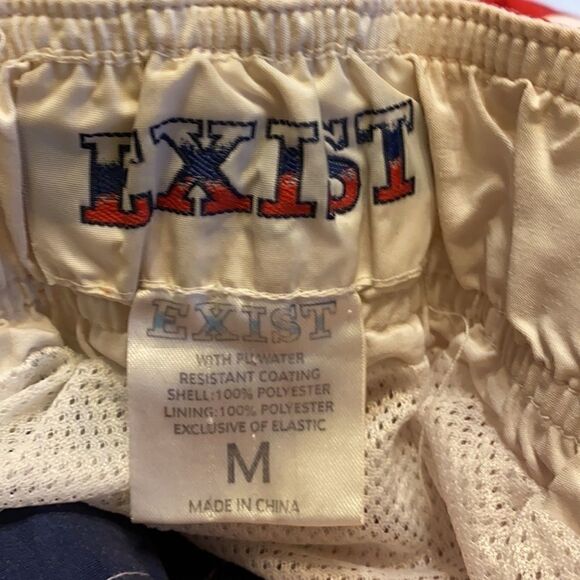 EXIST
EXIST
WITH PU WATER
RESISTANT COATING
SHELL:100% POLYESTER
LINING:100% POLYESTER
EXCLUSIVE OF ELASTIC
M
MADE IN CHINA